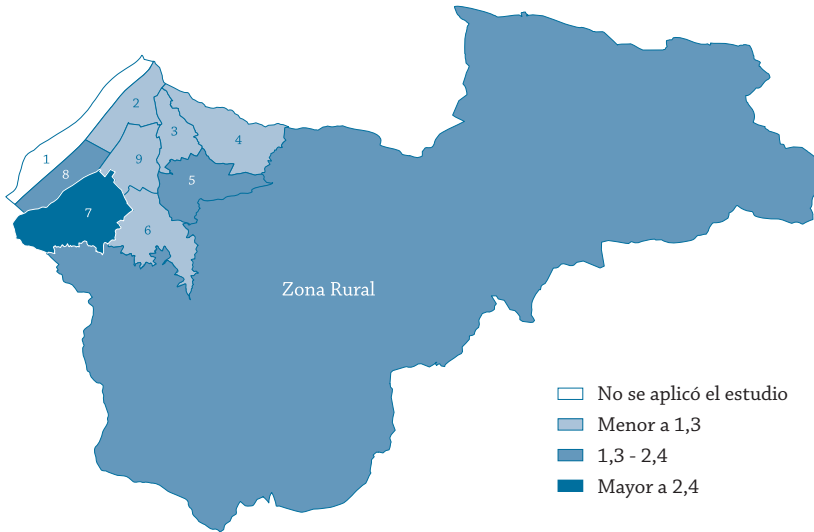 2
3
4
1
9
8
5
7
6
Zona Rural
No se aplicó el estudio
Menor a 1,3
1,3 - 2,4
Mayor a 2,4